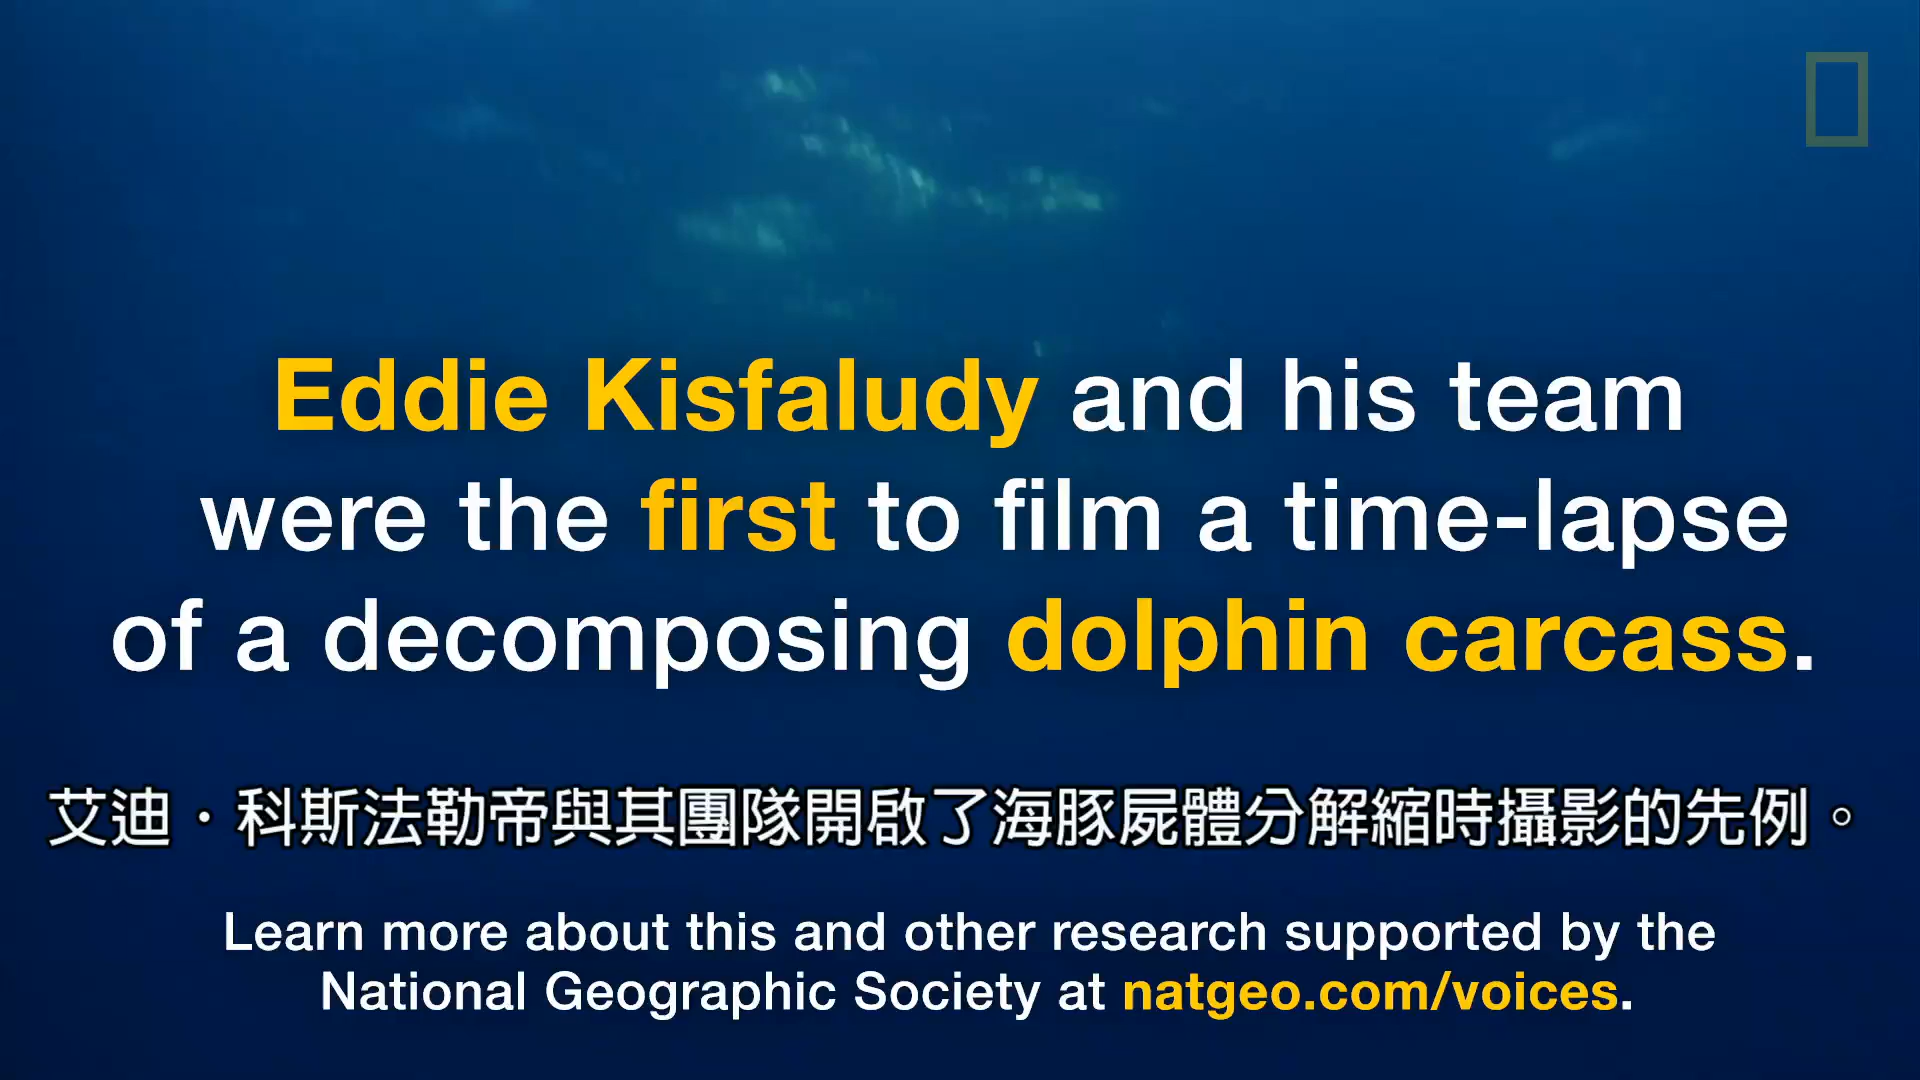 Eddie Kisfaludy and his team
were the first to film a time-lapse
of a decomposing dolphin carcass.
艾迪．科斯法勒帝與其團隊開啟了海豚屍體分解縮時攝影的先例。
Learn more about this and other research supported by the
National Geographic Society at natgeo.com/voices.